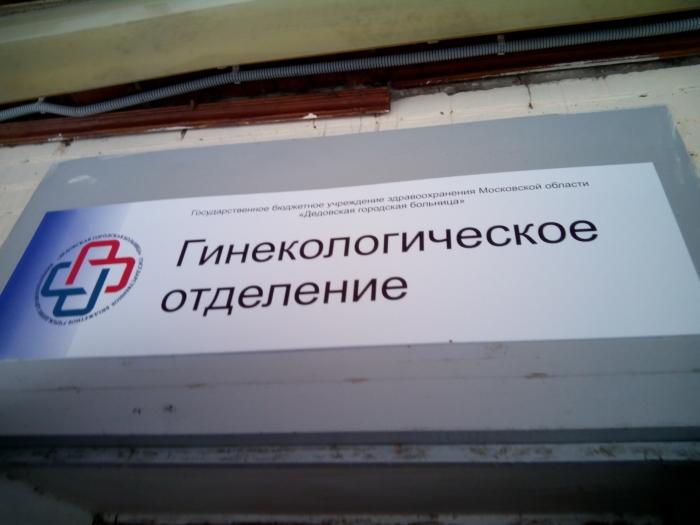 Государственное бюджетное учреждение здравоохранения Московской области
«Дедовская городская больница»
Гинекологическое
отделение